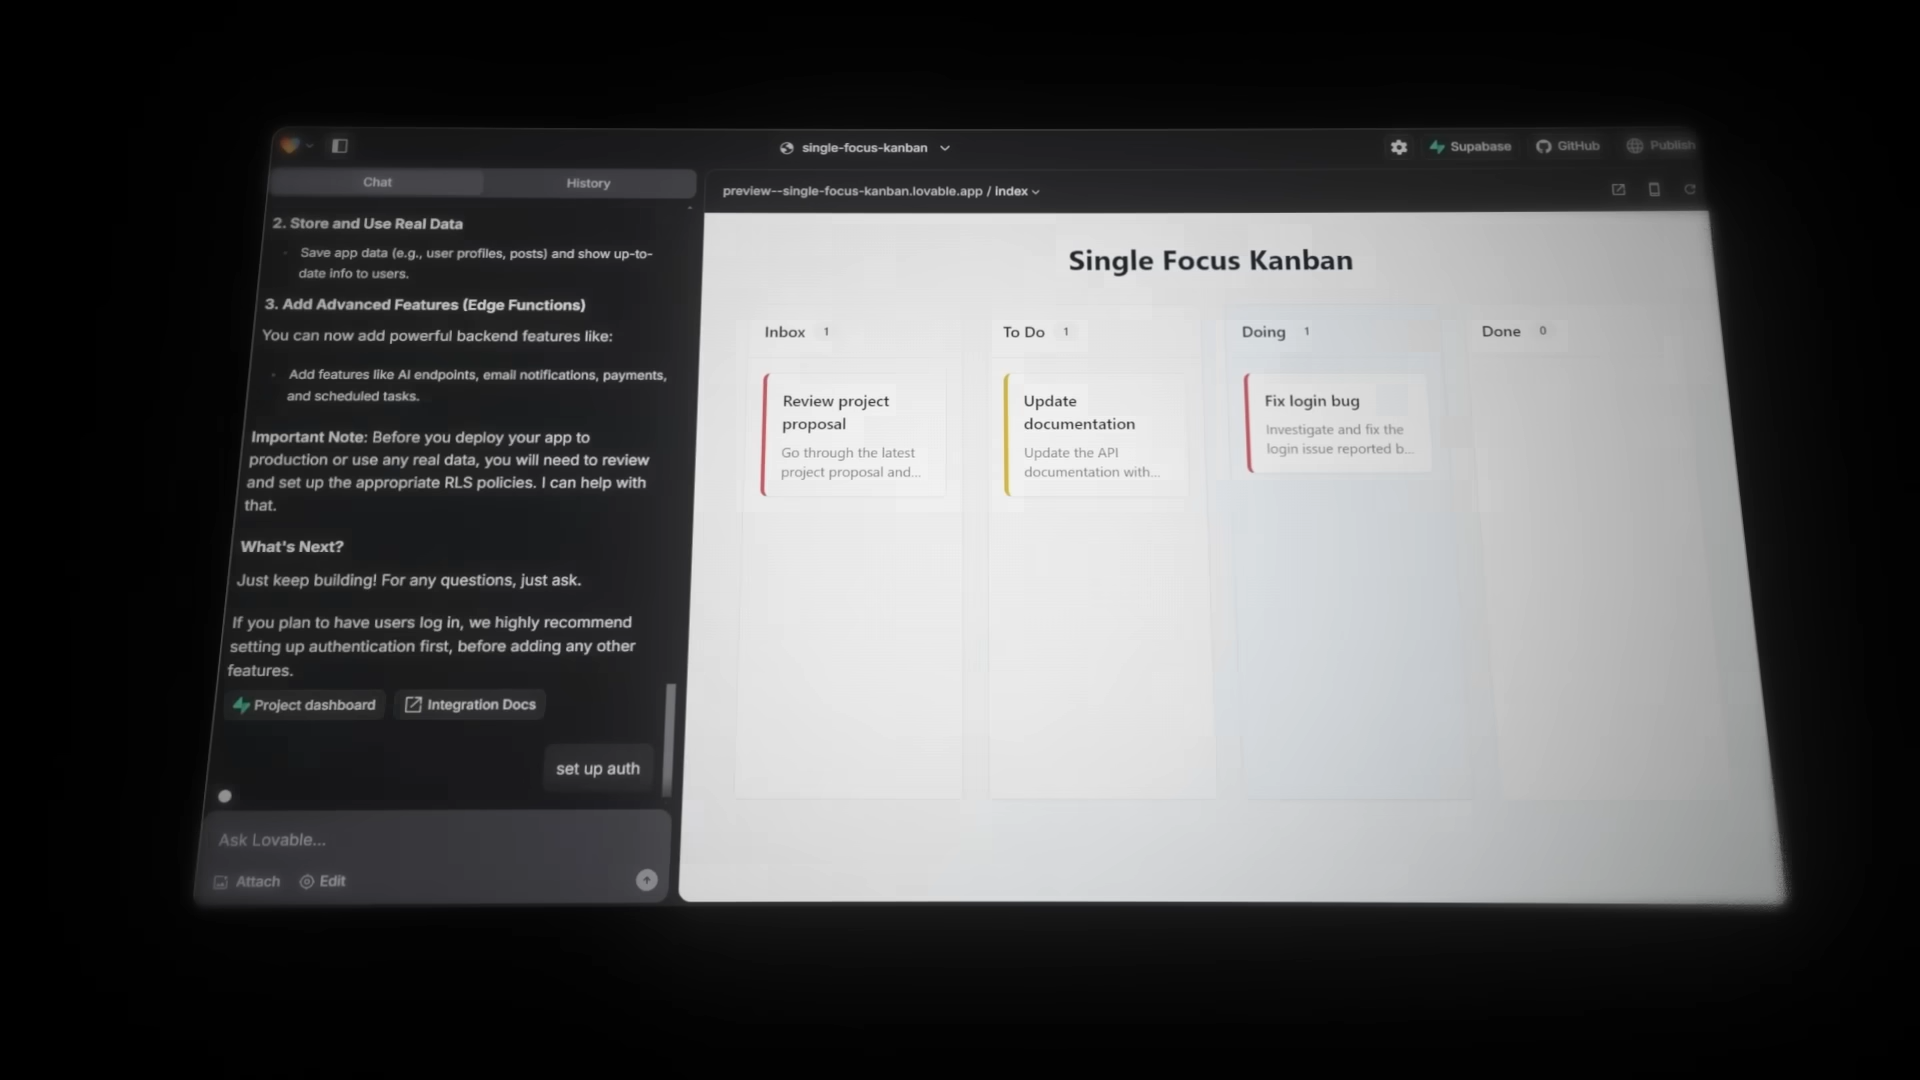 single-focus-kanban
Supabase
GitHub
Publish
Chat
History
preview--single-focus-kanban.lovable.app / index
2. Store and Use Real Data
Save app data (e.g., user profiles, posts) and show up-to-
date info to users.
3. Add Advanced Features (Edge Functions)
You can now add powerful backend features like:
Add features like AI endpoints, email notifications, payments,
and scheduled tasks.
Important Note: Before you deploy your app to
production or use any real data, you will need to review
and set up the appropriate RLS policies. I can help with
that.
What's Next?
Just keep building! For any questions, just ask.
If you plan to have users log in, we highly recommend
setting up authentication first, before adding any other
features.
Project dashboard
Integration Docs
set up auth
Ask Lovable...
Attach
Edit
Single Focus Kanban
Inbox 1
Review project
proposal
Go through the latest
project proposal and...
To Do 1
Update
documentation
Update the API
documentation with...
Doing 1
Fix login bug
Investigate and fix the
login issue reported b...
Done 0